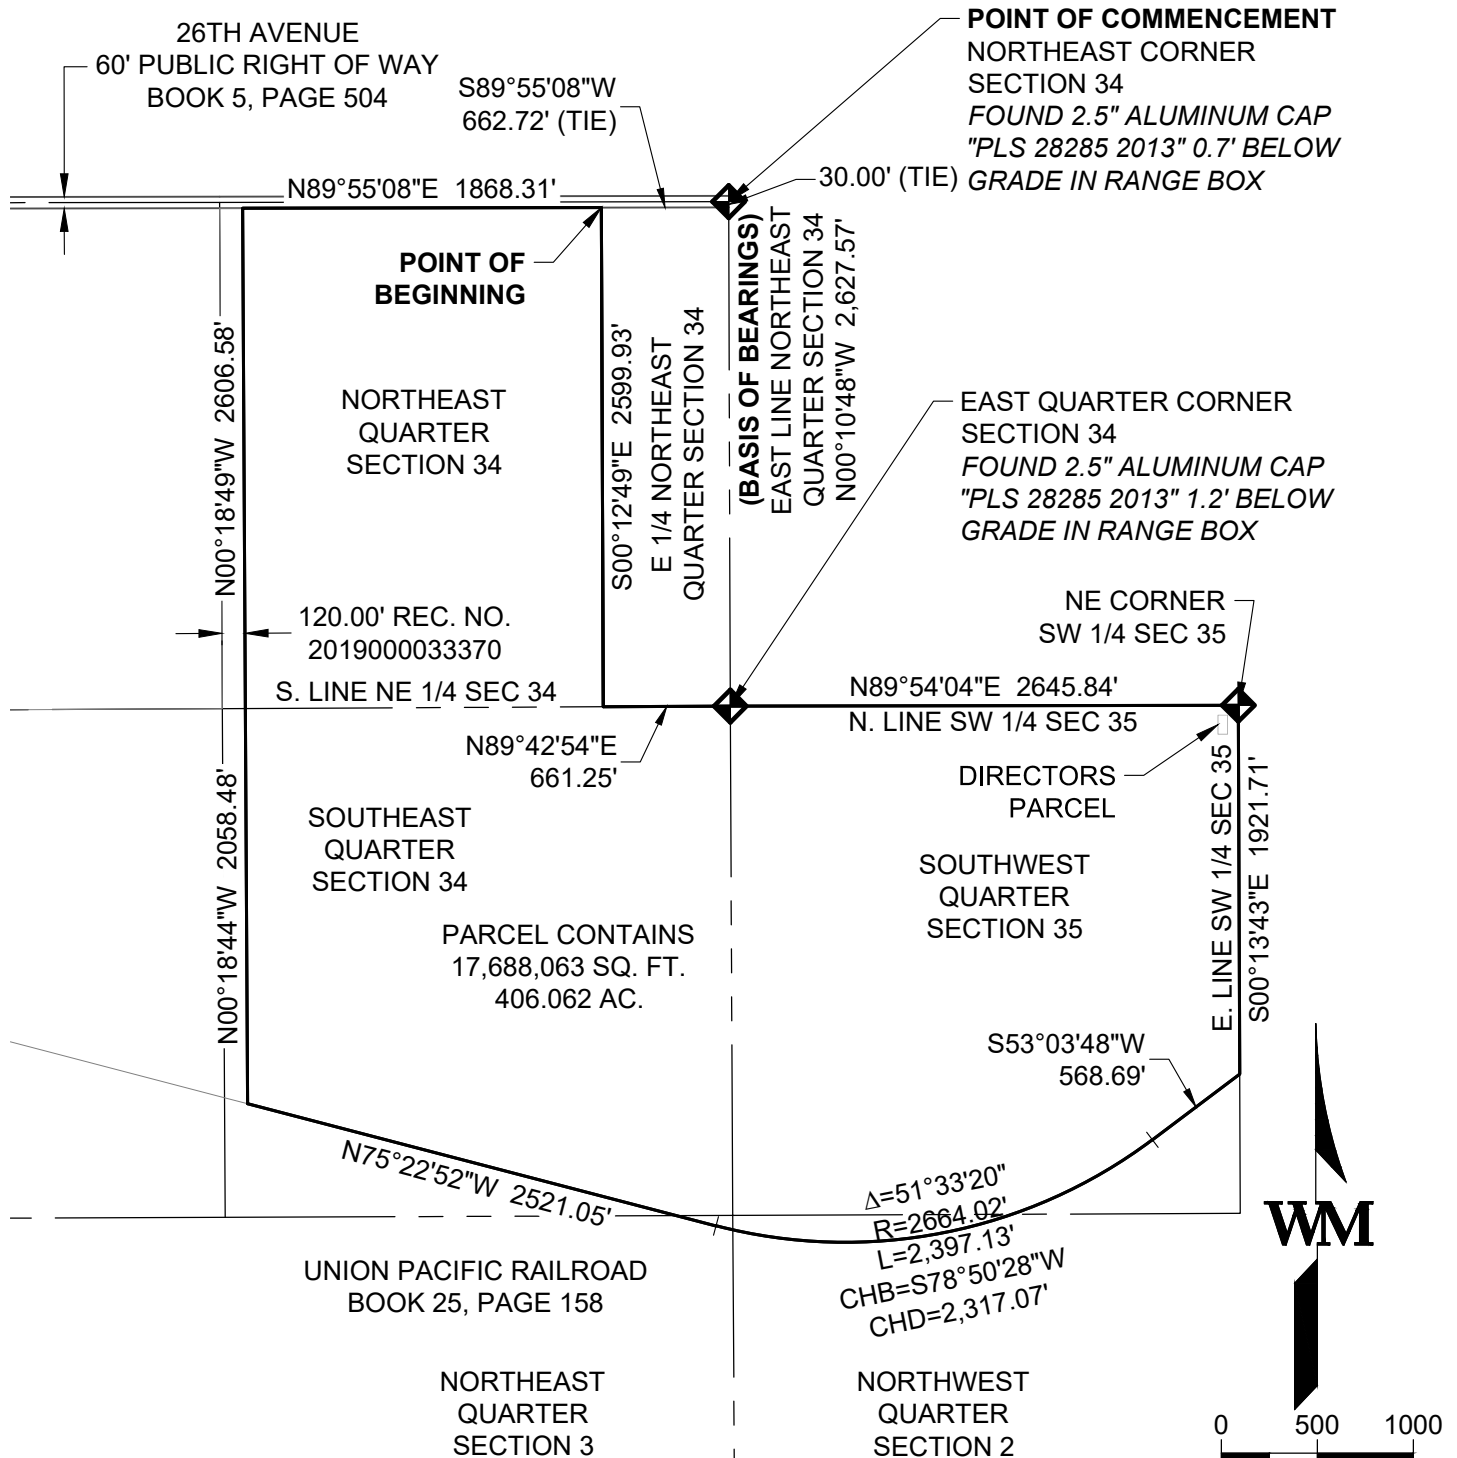 26TH AVENUE
60' PUBLIC RIGHT OF WAY
BOOK 5, PAGE 504
S89°55'08"W
662.72' (TIE)
POINT OF COMMENCEMENT
NORTHEAST CORNER
SECTION 34
FOUND 2.5" ALUMINUM CAP
"PLS 28285 2013" 0.7' BELOW
GRADE IN RANGE BOX
30.00' (TIE)
N89°55'08"E 1868.31'
POINT OF
BEGINNING
N00°18'49"W 2606.58'
NORTHEAST
QUARTER
SECTION 34
S00°12'49"E 2599.93'
E 1/4 NORTHEAST
QUARTER SECTION 34
(BASIS OF BEARINGS)
EAST LINE NORTHEAST
QUARTER SECTION 34
N00°10'48"W 2,627.57'
EAST QUARTER CORNER
SECTION 34
FOUND 2.5" ALUMINUM CAP
"PLS 28285 2013" 1.2' BELOW
GRADE IN RANGE BOX
NE CORNER
SW 1/4 SEC 35
120.00' REC. NO.
2019000033370
S. LINE NE 1/4 SEC 34
N89°54'04"E 2645.84'
N. LINE SW 1/4 SEC 35
N89°42'54"E
661.25'
DIRECTORS
PARCEL
N00°18'44"W 2058.48'
SOUTHEAST
QUARTER
SECTION 34
SOUTHWEST
QUARTER
SECTION 35
E. LINE SW 1/4 SEC 35
S00°13'43"E 1921.71'
PARCEL CONTAINS
17,688,063 SQ. FT.
406.062 AC.
S53°03'48"W
568.69'
N75°22'52"W 2521.05'
Δ=51°33'20"
R=2664.02'
L=2,397.13'
CHB=S78°50'28"W
CHD=2,317.07'
WM
UNION PACIFIC RAILROAD
BOOK 25, PAGE 158
NORTHEAST
QUARTER
SECTION 3
NORTHWEST
QUARTER
SECTION 2
0 500 1000